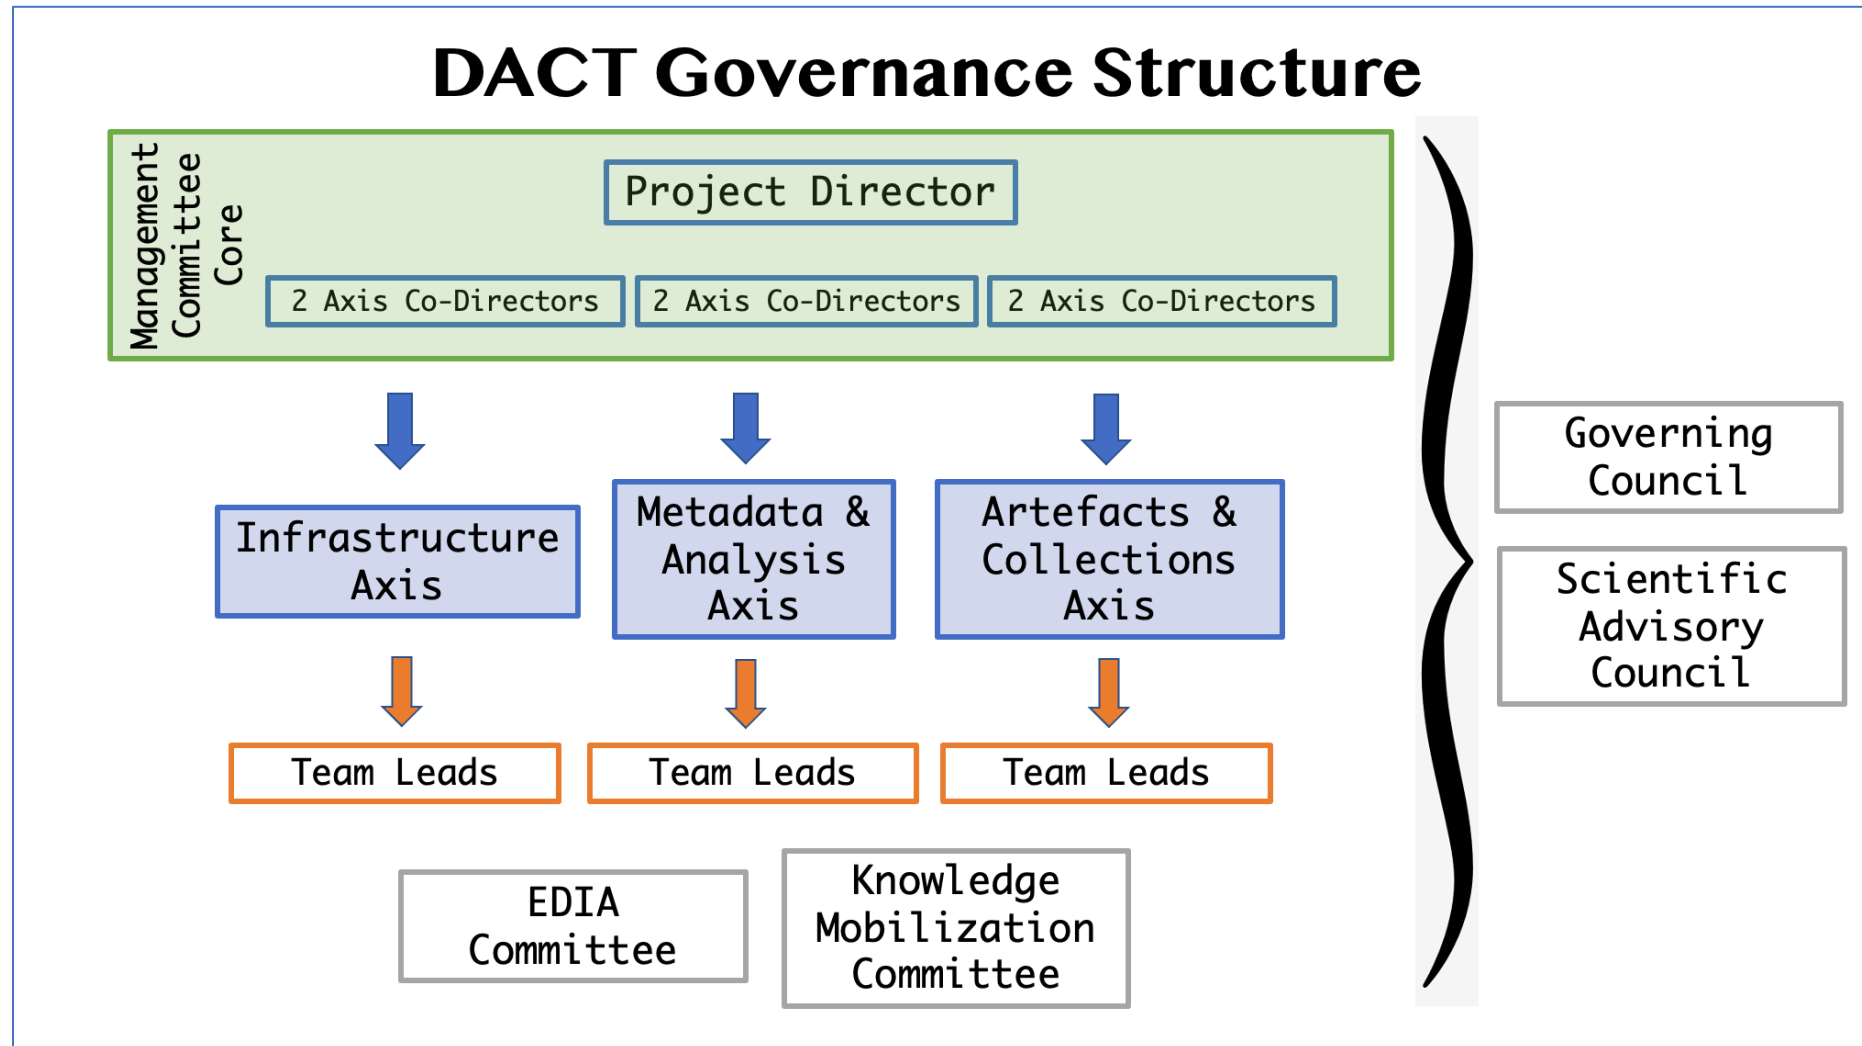 DACT Governance Structure
Management
Committee
Core
Project Director
2 Axis Co-Directors
2 Axis Co-Directors
2 Axis Co-Directors
Infrastructure
Axis
Metadata &
Analysis
Axis
Artefacts &
Collections
Axis
Team Leads
Team Leads
Team Leads
EDIA
Committee
Knowledge
Mobilization
Committee
Governing
Council
Scientific
Advisory
Council